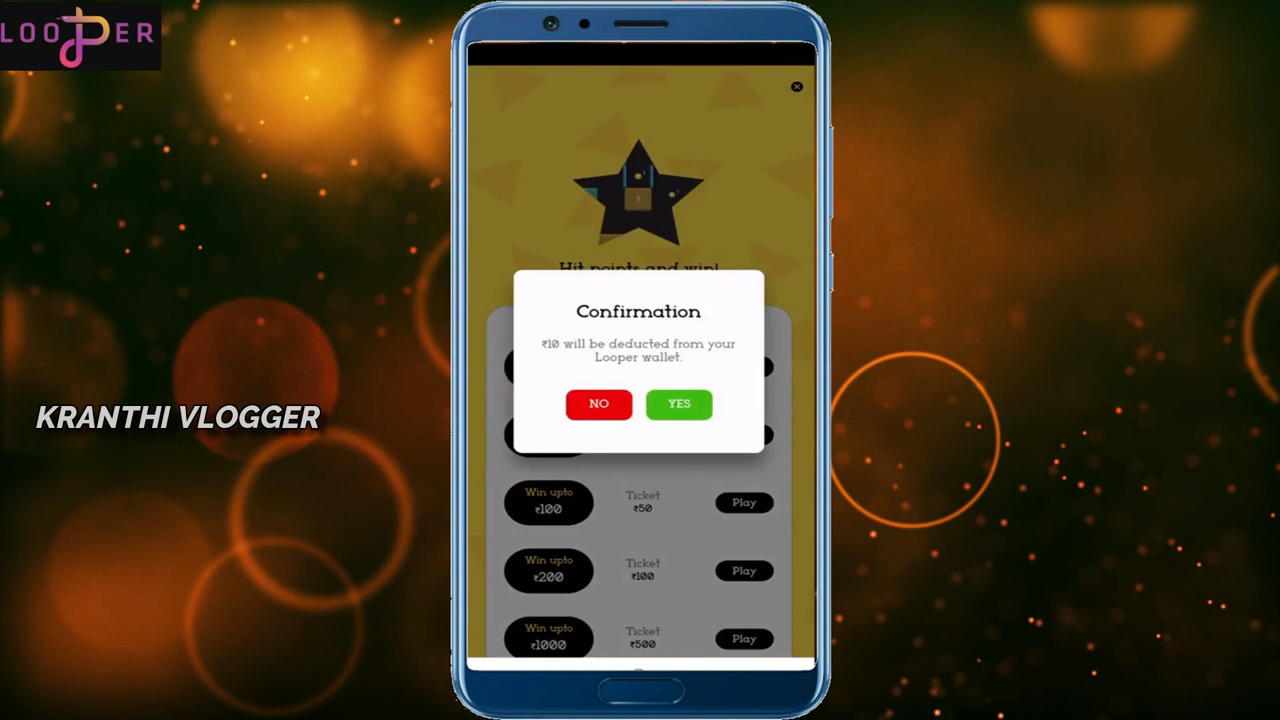 LOOPER
Hit points and win!
Confirmation
₹10 will be deducted from your
Looper wallet.
NO
YES
KRANTHI VLOGGER
Win upto
₹100
Ticket
₹50
Play
Win upto
₹200
Ticket
₹100
Play
Win upto
₹1000
Ticket
₹500
Play